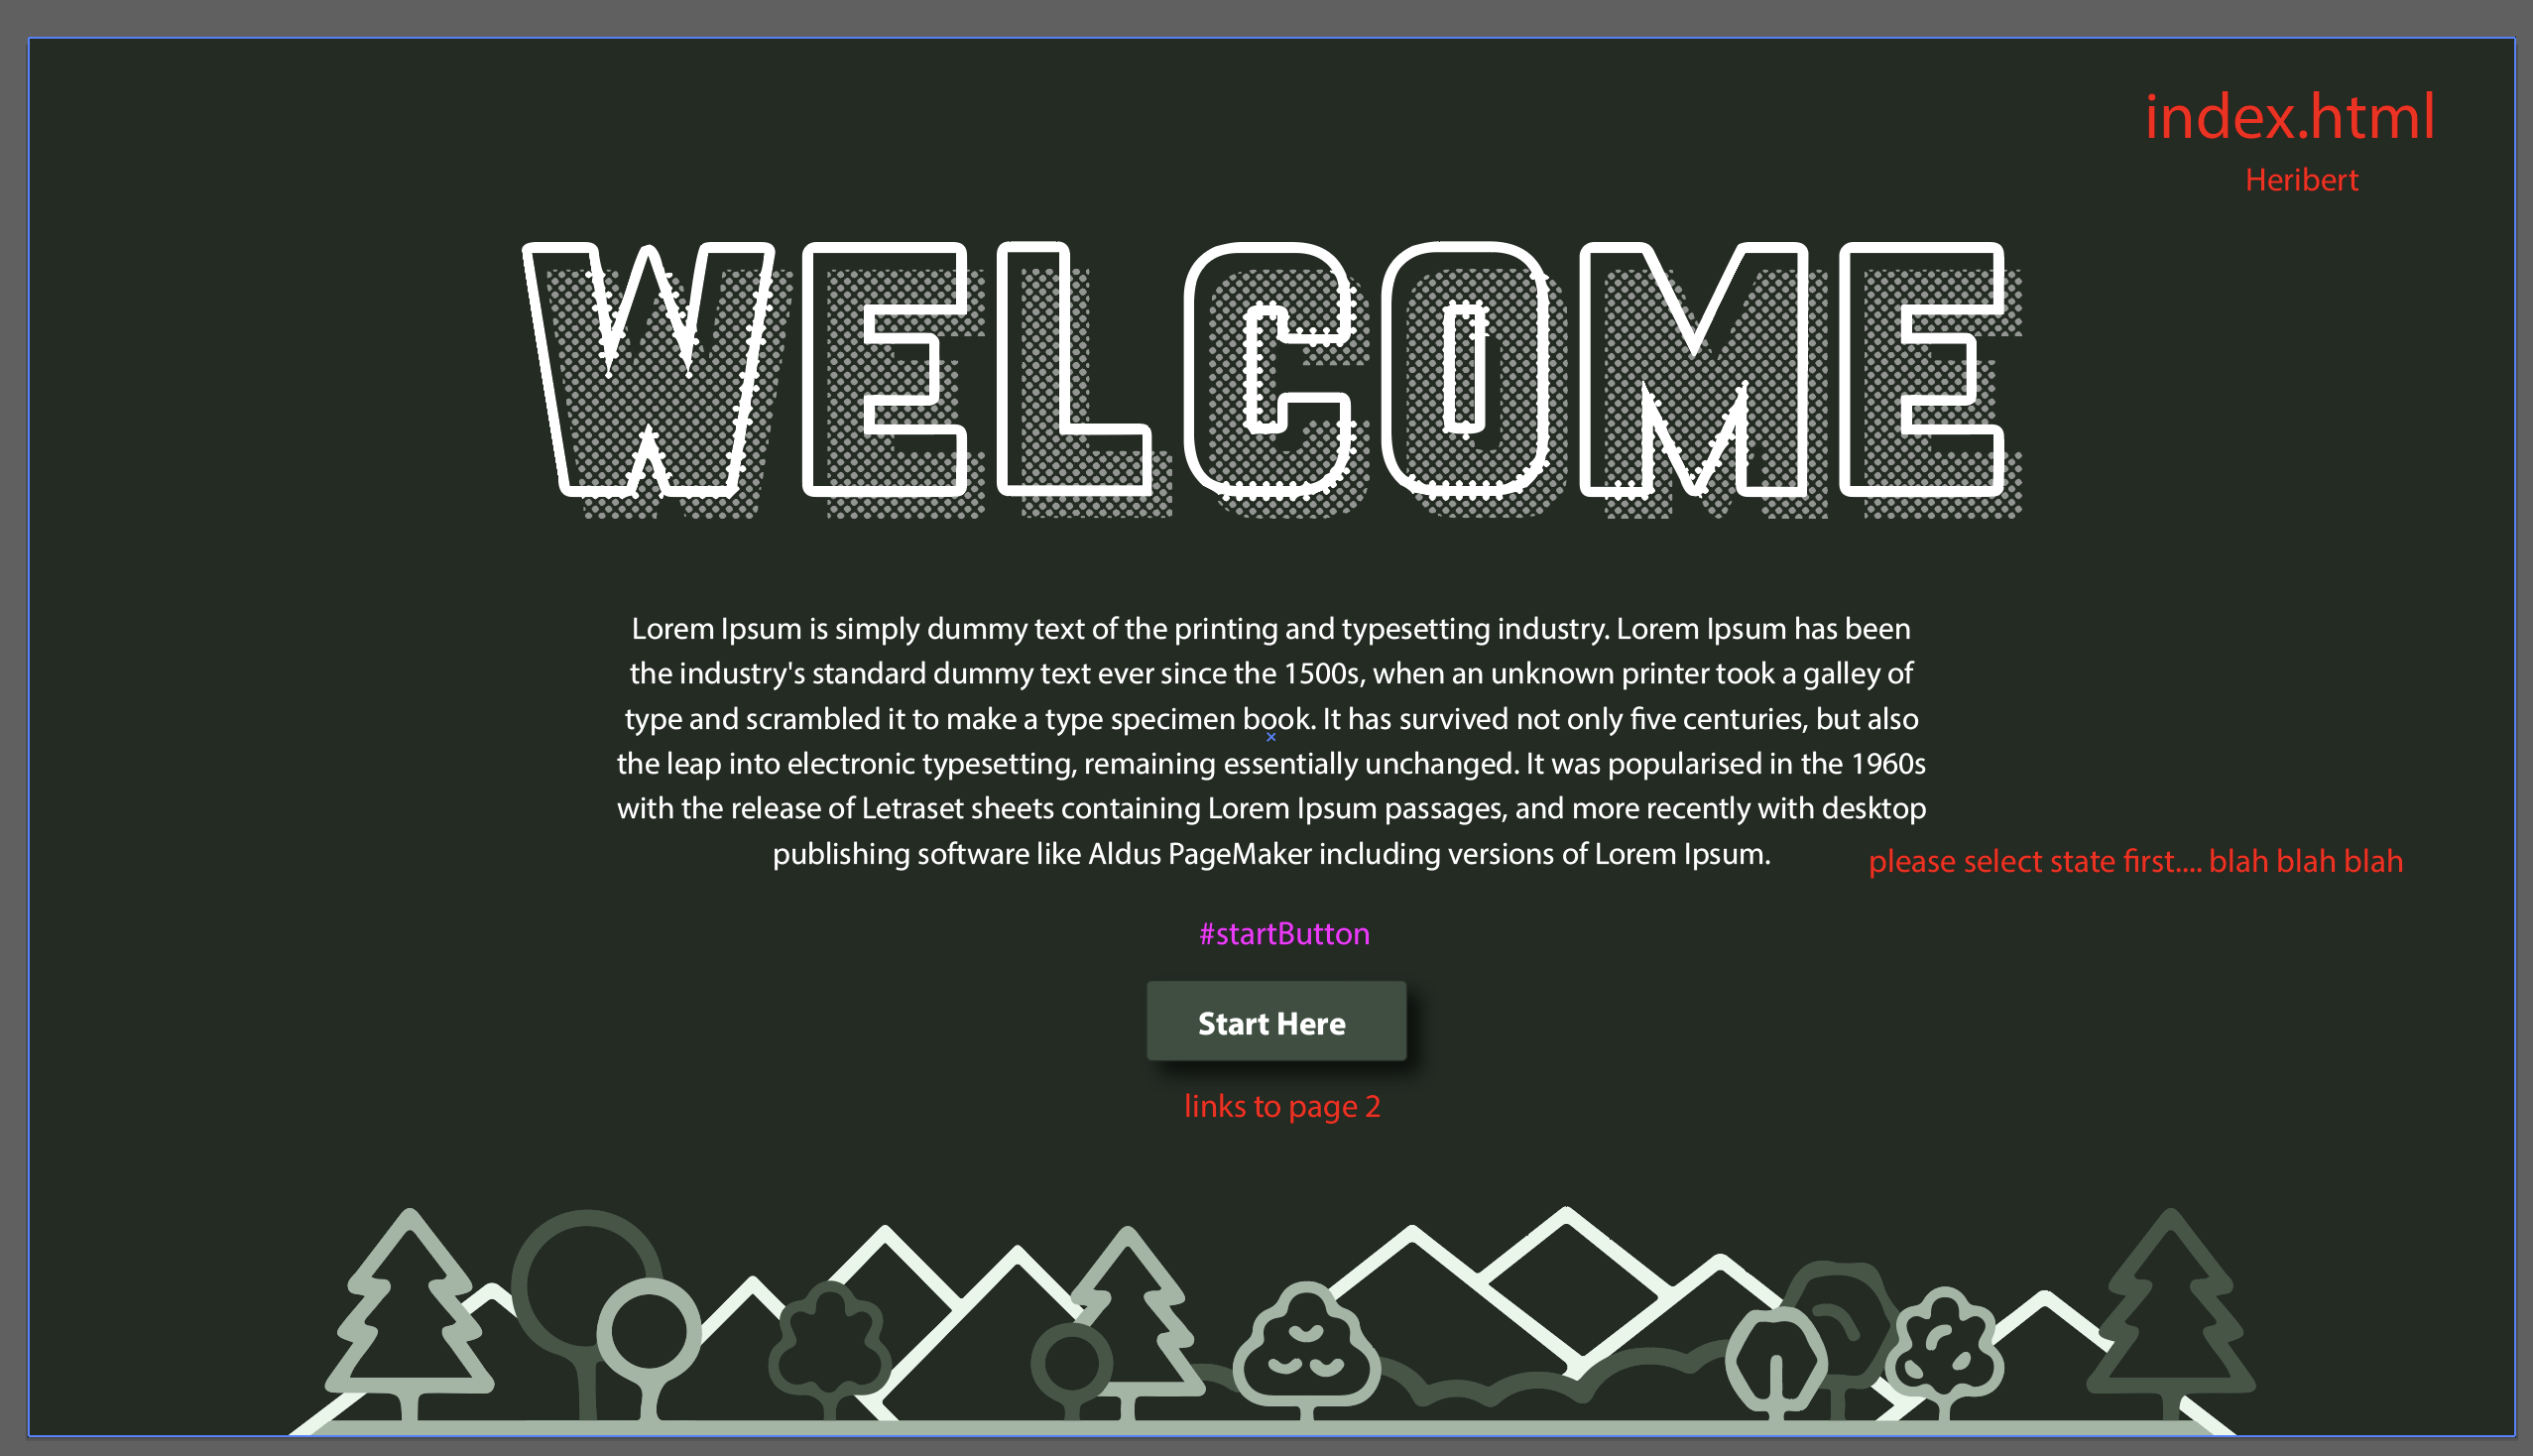 index.html
Heribert
WELCOME
Lorem Ipsum is simply dummy text of the printing and typesetting industry. Lorem Ipsum has been
the industry's standard dummy text ever since the 1500s, when an unknown printer took a galley of
type and scrambled it to make a type specimen book. It has survived not only five centuries, but also
the leap into electronic typesetting, remaining essentially unchanged. It was popularised in the 1960s
with the release of Letraset sheets containing Lorem Ipsum passages, and more recently with desktop
publishing software like Aldus PageMaker including versions of Lorem Ipsum.
please select state first.... blah blah blah
#startButton
Start Here
links to page 2